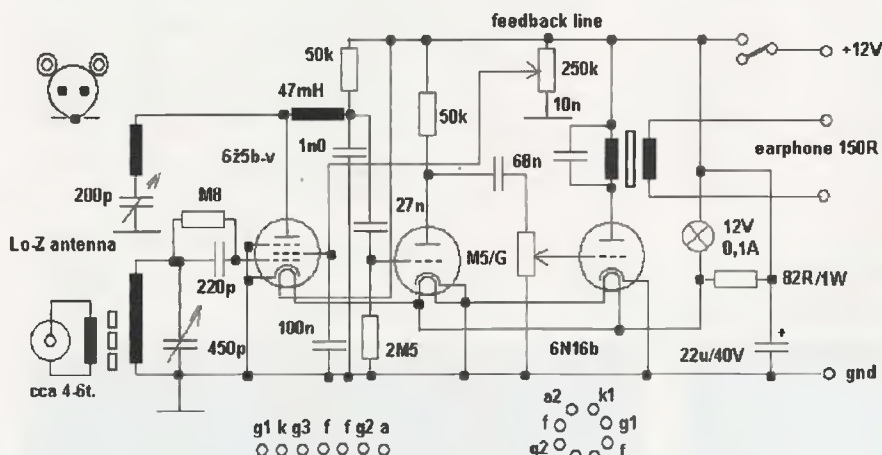 feedback line
50k
250k
+12V
47mH
10n
50k
6ž5b-v
1n0
68n
earphone 150R
200p
M8
27n
12V
0,1A
Lo-Z antenna
M5/G
220p
82R/1W
100n
450p
2M5
6N16b
22u/40V
+
cca 4-6t.
gnd
a2 k1
g1 k g3 f f g2 a
f g1
g2 f